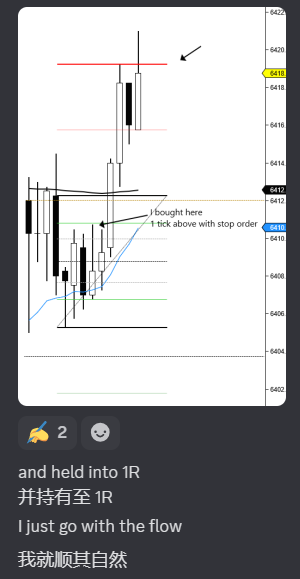 6422.
6420.
6418.
6418.
6416.
6414.
6412.
6412.
I bought here
1 tick above with stop order
6410.
6408.
6406.
6404.
6402.
2
and held into 1R
并持有至 1R
I just go with the flow
我就顺其自然